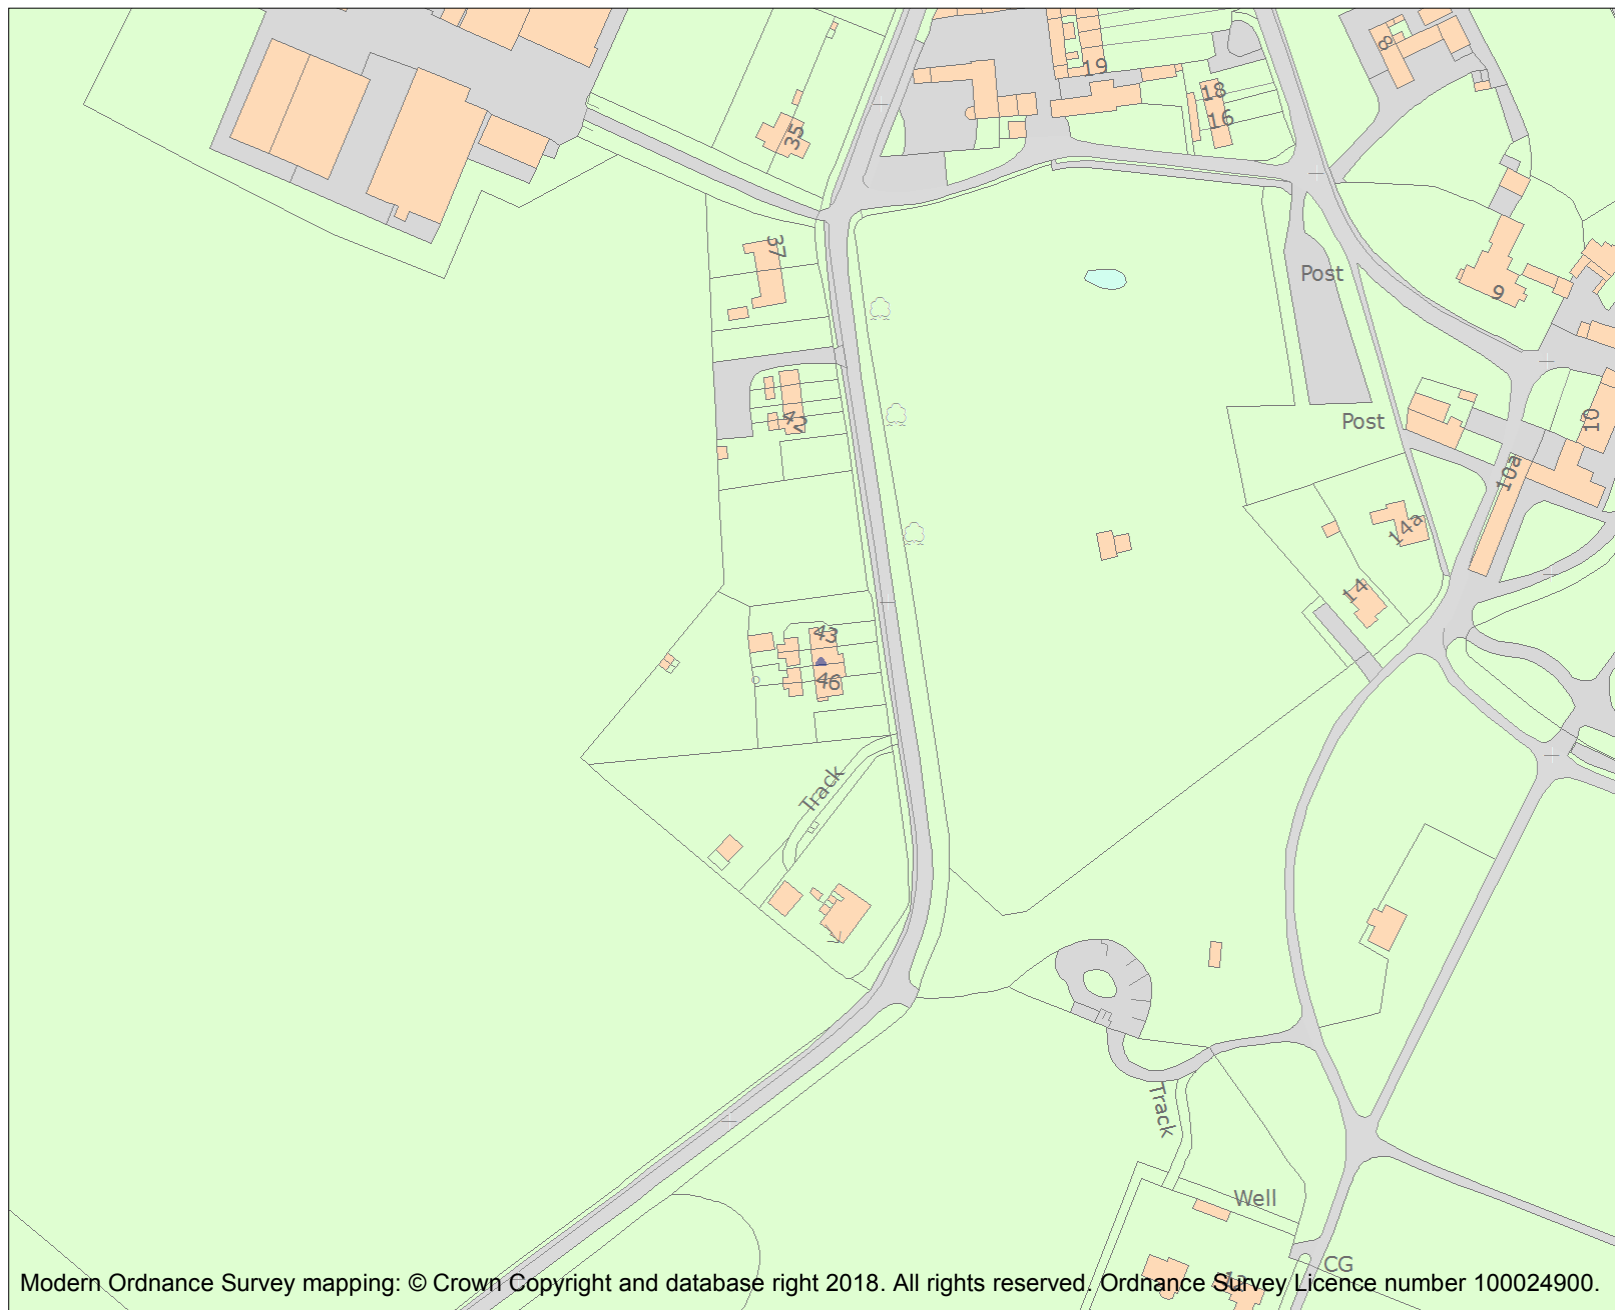 8
19
18
16
35
37
Post
9
42
Post
10
10a
14a
14
43
46
Track
Track
Well
CG
Modern Ordnance Survey mapping: © Crown Copyright and database right 2018. All rights reserved. Ordnance Survey Licence number 100024900.